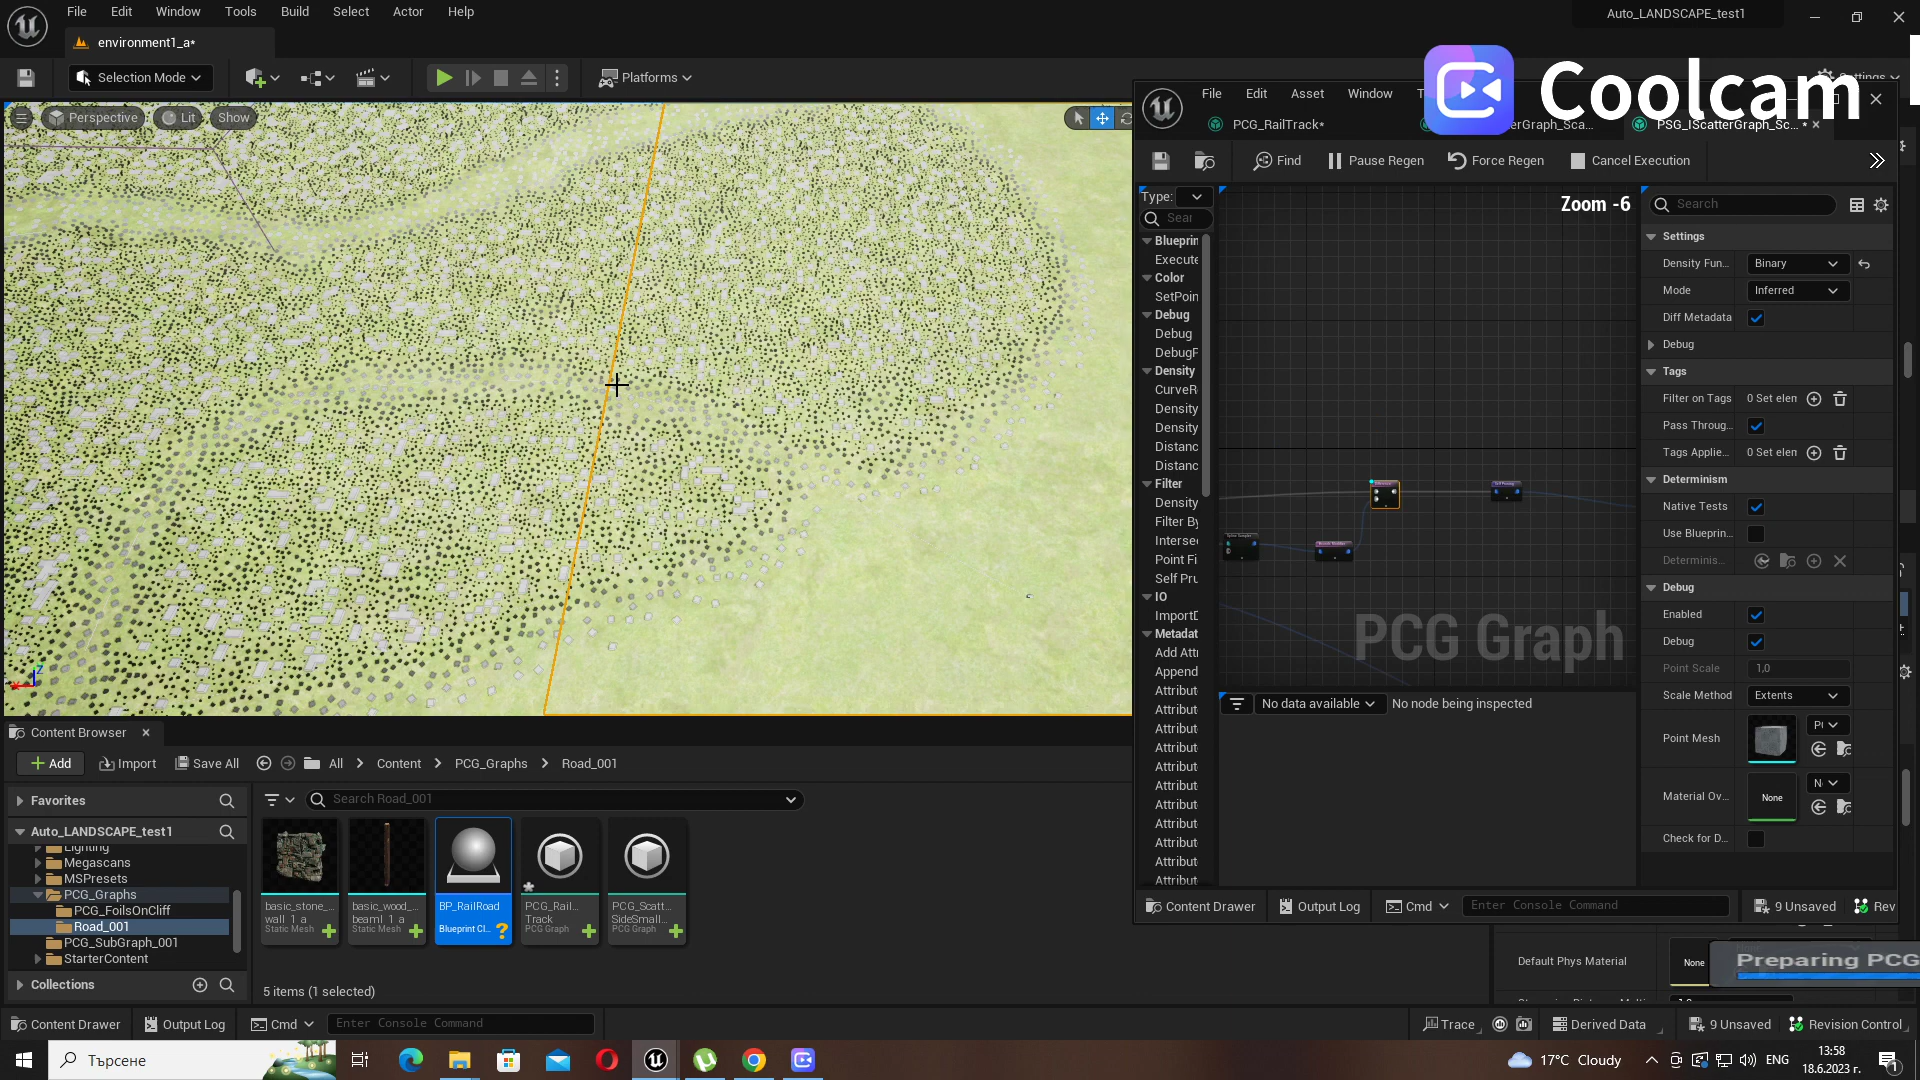 File Edit Window Tools Build Select Actor Help
Auto_LANDSCAPE_test1
environment1_a*
Selection Mode
Platforms
Settings
Perspective
Lit
Show
Coolcam
File Edit Asset Window
PCG_RailTrack*
erGraph_Sca...
PSG_IScatterGraph_Sc... *
Find
Pause Regen
Force Regen
Cancel Execution
Type:
Sear
Blueprin
Execute
Color
SetPoin
Debug
Debug
DebugF
Density
CurveRe
Density
Density
Distanc
Distanc
Filter
Density
Filter By
Interse
Point Fi
Self Pru
IO
ImportD
Metadat
Add Attr
Append
Attribut
Attribut
Attribut
Attribut
Attribut
Attribut
Attribut
Attribut
Attribut
Attribut
Attribut
Zoom -6
PCG Graph
No data available
No node being inspected
Search
Settings
Density Fun...
Binary
Mode
Inferred
Diff Metadata
Debug
Tags
Filter on Tags
0 Set elem
Pass Throug...
Tags Applie...
0 Set elem
Determinism
Native Tests
Use Blueprin...
Determinis...
Debug
Enabled
Debug
Point Scale
1,0
Scale Method
Extents
Point Mesh
Material Ov...
None
Check for D...
Content Drawer
Output Log
Cmd
Enter Console Command
9 Unsaved
Rev
Default Phys Material
None
Preparing PCG
Content Browser
Add
Import
Save All
All
Content
PCG_Graphs
Road_001
Favorites
Search Road_001
Auto_LANDSCAPE_test1
Lighting
Megascans
MSPresets
PCG_Graphs
PCG_FoilsOnCliff
Road_001
PCG_SubGraph_001
StarterContent
Collections
basic_stone_
wall_1_a
Static Mesh
basic_wood_
beaml_1_a
Static Mesh
BP_RailRoad
Blueprint Cl...
PCG_Rail
Track
PCG Graph
PCG_Scatt
SideSmall
PCG Graph
5 items (1 selected)
Content Drawer
Output Log
Cmd
Enter Console Command
Trace
Derived Data
9 Unsaved
Revision Control
Търсене
17°C Cloudy
ENG
13:58
18.6.2023 г.
1